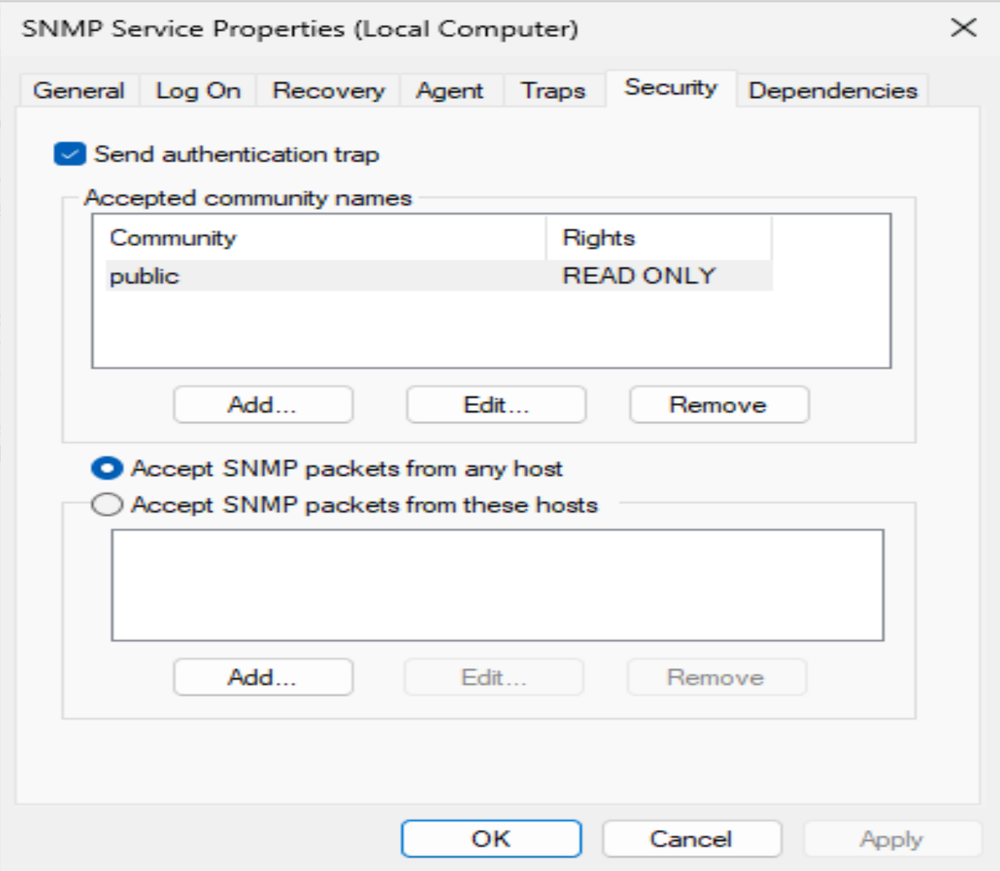 SNMP Service Properties (Local Computer)
General Log On Recovery Agent Traps Security Dependencies
Send authentication trap
Accepted community names
Community Rights
public READ ONLY
Add... Edit... Remove
Accept SNMP packets from any host
Accept SNMP packets from these hosts
Add... Edit... Remove
OK Cancel Apply